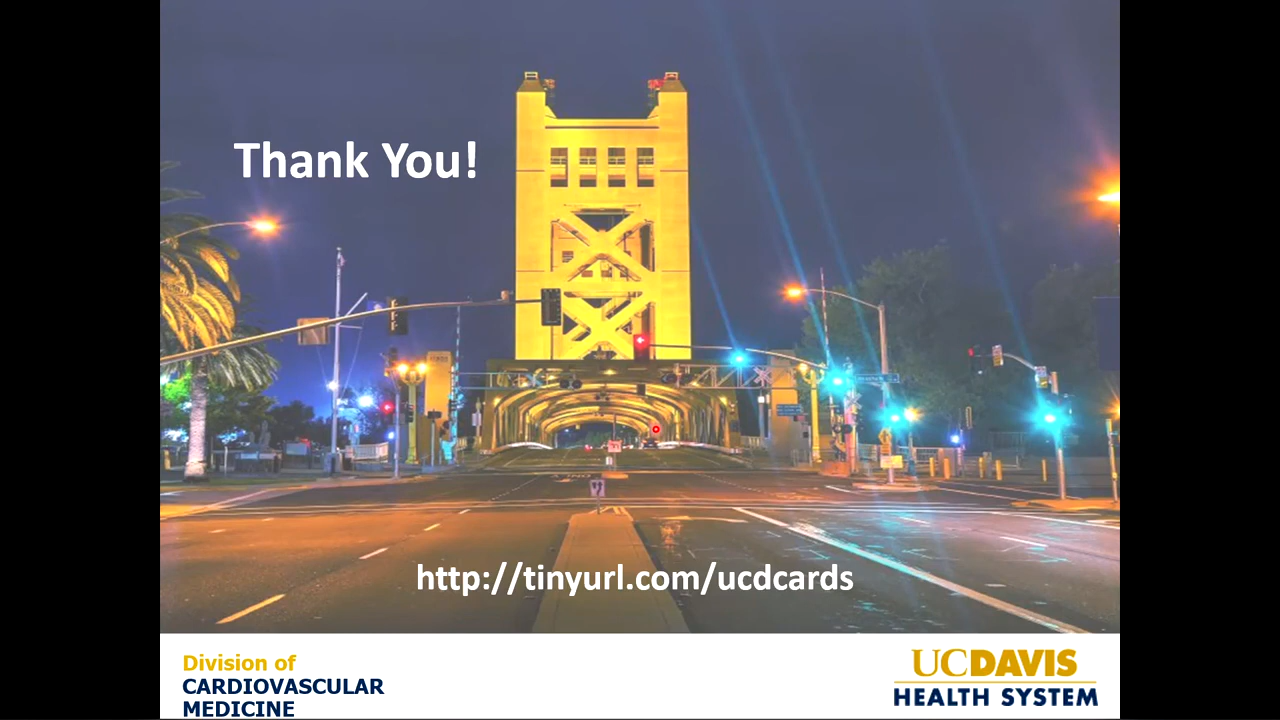 Thank You!
http://tinyurl.com/ucdcards
Division of
CARDIOVASCULAR
MEDICINE
UCDAVIS
HEALTH SYSTEM